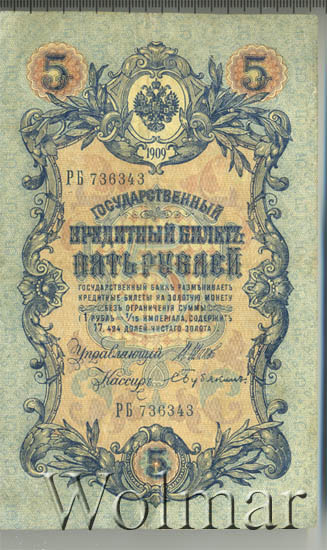 5 5
1909
РБ 736343
ГОСУДАРСТВЕННЫЙ
КРЕДИТНЫЙ БИЛЕТЪ
ПЯТЬ РУБЛЕЙ
ГОСУДАРСТВЕННЫЙ БАНКЪ РАЗМѢНИВАЕТЪ
КРЕДИТНЫЕ БИЛЕТЫ НА ЗОЛОТУЮ МОНЕТУ
БЕЗЪ ОГРАНИЧЕНІЯ СУММЫ
(1 РУБЛЬ = 1/15 ИМПЕРІАЛА, СОДЕРЖИТЪ
17,424 ДОЛЕЙ ЧИСТАГО ЗОЛОТА).
Управляющій
Кассиръ
РБ 736343
5
Wolmar